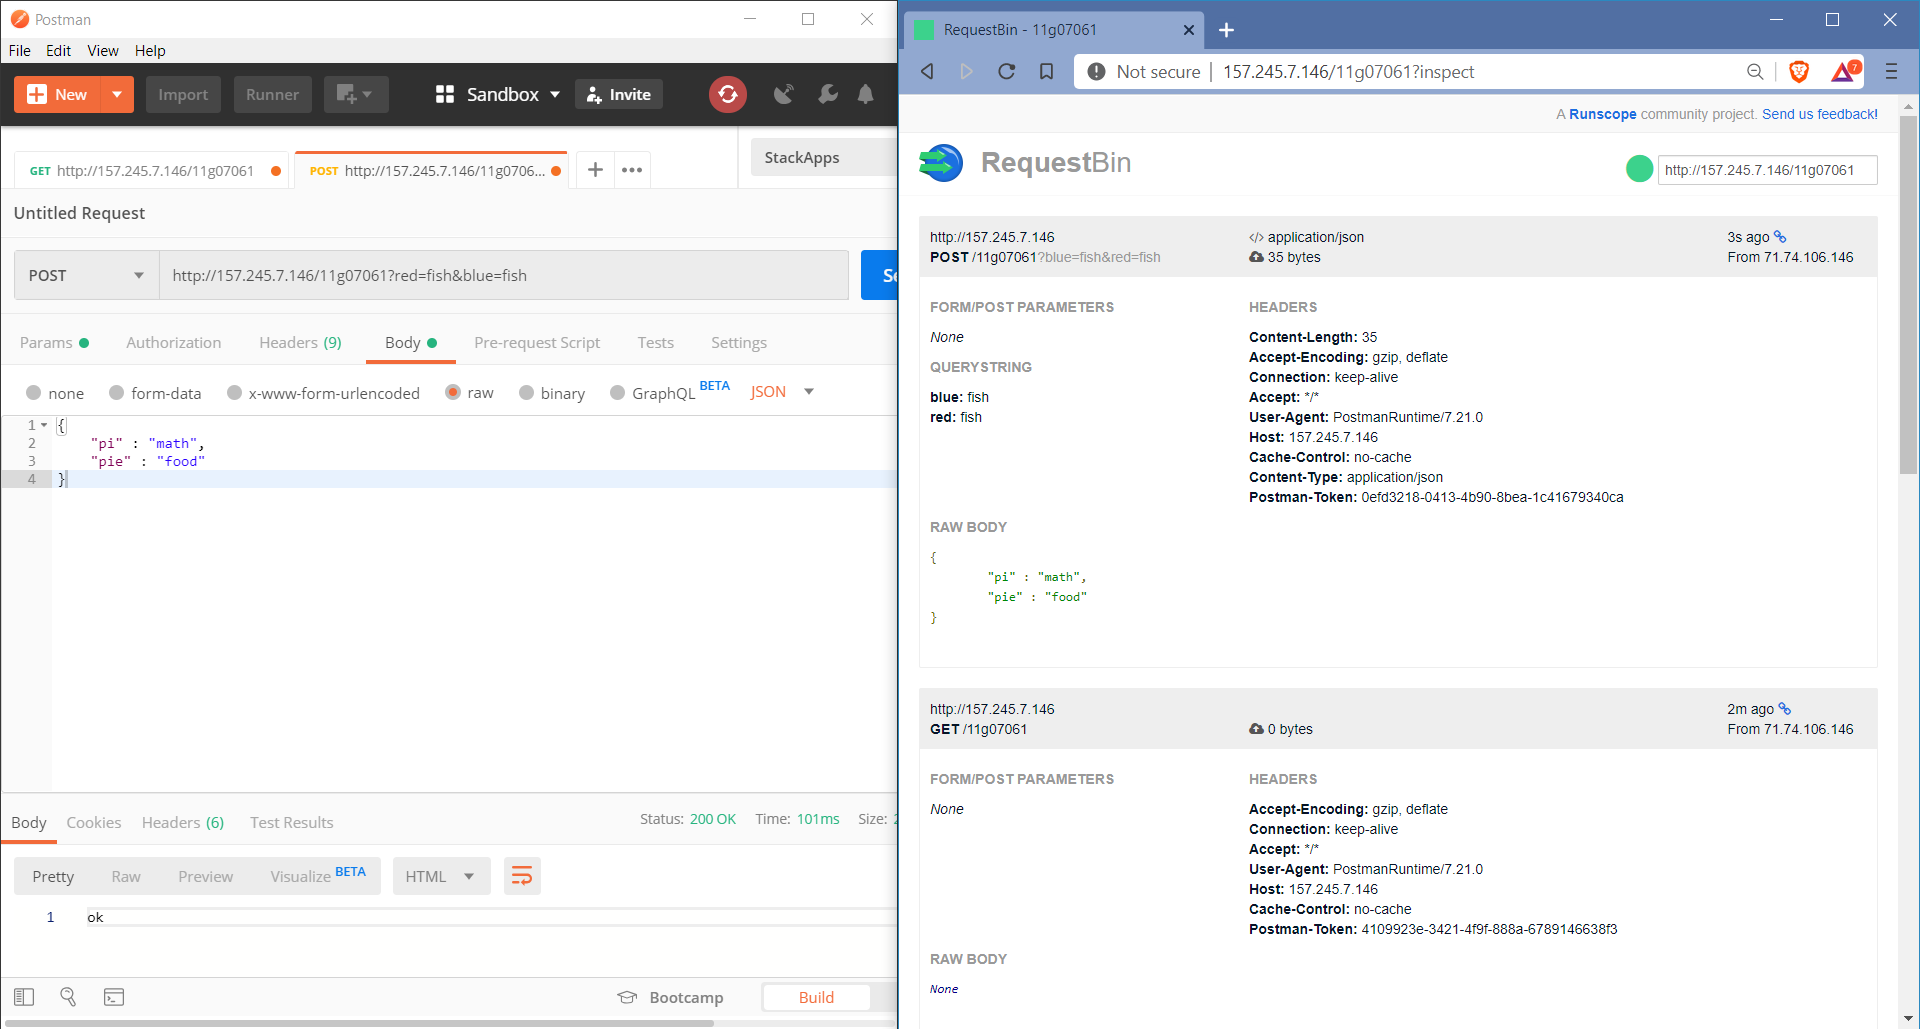 Postman
File Edit View Help
New Import Runner Sandbox Invite
GET http://157.245.7.146/11g07061 POST http://157.245.7.146/11g0706... + ••• StackApps
Untitled Request
POST http://157.245.7.146/11g07061?red=fish&blue=fish
Params Authorization Headers (9) Body Pre-request Script Tests Settings
none form-data x-www-form-urlencoded raw binary GraphQL BETA JSON
1 {
2 "pi" : "math",
3 "pie" : "food"
4 }
Body Cookies Headers (6) Test Results Status: 200 OK Time: 101ms Size:
Pretty Raw Preview Visualize BETA HTML
1 ok
Bootcamp Build
RequestBin - 11g07061
Not secure | 157.245.7.146/11g07061?inspect 7
A Runscope community project. Send us feedback!
RequestBin http://157.245.7.146/11g07061
http://157.245.7.146 </> application/json 3s ago
POST /11g07061?blue=fish&red=fish 35 bytes From 71.74.106.146
FORM/POST PARAMETERS
None
QUERYSTRING
blue: fish
red: fish
HEADERS
Content-Length: 35
Accept-Encoding: gzip, deflate
Connection: keep-alive
Accept: */*
User-Agent: PostmanRuntime/7.21.0
Host: 157.245.7.146
Cache-Control: no-cache
Content-Type: application/json
Postman-Token: 0efd3218-0413-4b90-8bea-1c41679340ca
RAW BODY
{
"pi" : "math",
"pie" : "food"
}
http://157.245.7.146 2m ago
GET /11g07061 0 bytes From 71.74.106.146
FORM/POST PARAMETERS
None
HEADERS
Accept-Encoding: gzip, deflate
Connection: keep-alive
Accept: */*
User-Agent: PostmanRuntime/7.21.0
Host: 157.245.7.146
Cache-Control: no-cache
Postman-Token: 4109923e-3421-4f9f-888a-6789146638f3
RAW BODY
None